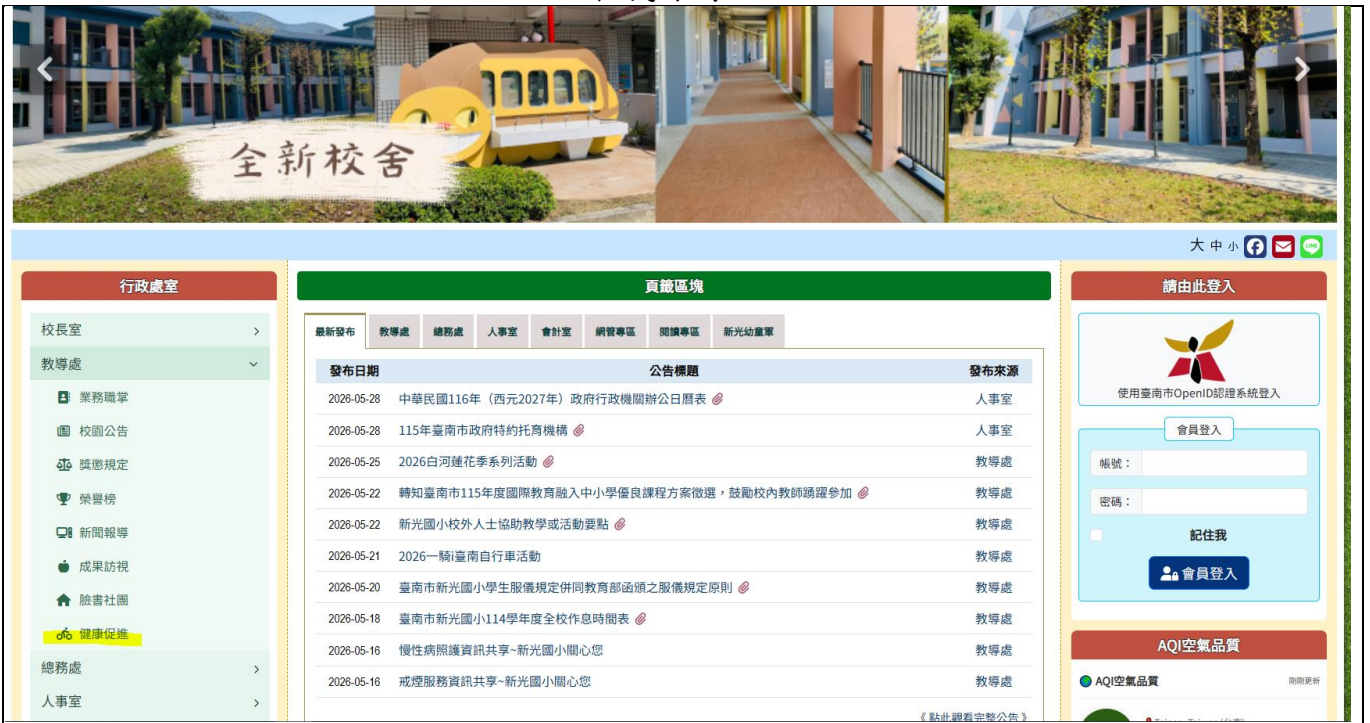 全新校舍
大 中 小
行政處室
校長室
教導處
業務職掌
校園公告
獎懲規定
榮譽榜
新聞報導
成果訪視
臉書社團
健康促進
總務處
人事室
頁籤區塊
最新發布 教導處 總務處 人事室 會計室 網管專區 閱讀專區 新光幼童軍
發布日期 公告標題 發布來源
2026-05-28 中華民國116年（西元2027年）政府行政機關辦公日曆表 人事室
2026-05-28 115年臺南市政府特約托育機構 人事室
2026-05-25 2026白河蓮花季系列活動 教導處
2026-05-22 轉知臺南市115年度國際教育融入中小學優良課程方案徵選，鼓勵校內教師踴躍參加 教導處
2026-05-22 新光國小校外人士協助教學或活動要點 教導處
2026-05-21 2026一騎i臺南自行車活動 教導處
2026-05-20 臺南市新光國小學生服儀規定併同教育部函頒之服儀規定原則 教導處
2026-05-18 臺南市新光國小114學年度全校作息時間表 教導處
2026-05-16 慢性病照護資訊共享~新光國小關心您 教導處
2026-05-16 戒煙服務資訊共享~新光國小關心您 教導處
《 點此觀看完整公告 》
請由此登入
使用臺南市OpenID認證系統登入
會員登入
帳號：
密碼：
記住我
會員登入
AQI空氣品質
AQI空氣品質 剛剛更新